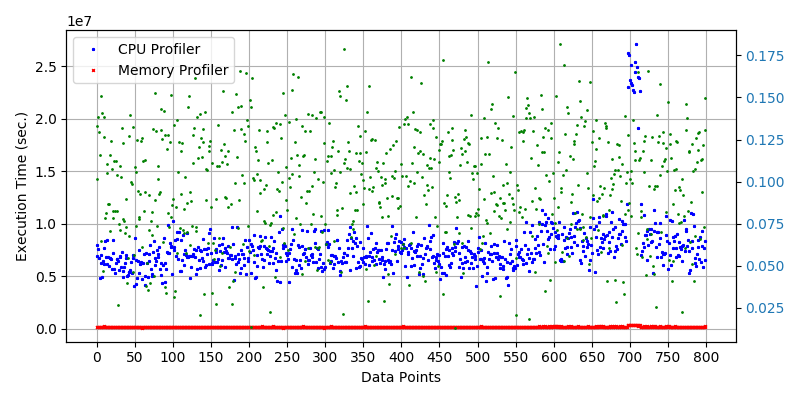 1e7
CPU Profiler
Memory Profiler
Execution Time (sec.)
2.5
2.0
1.5
1.0
0.5
0.0
0.175
0.150
0.125
0.100
0.075
0.050
0.025
0 50 100 150 200 250 300 350 400 450 500 550 600 650 700 750 800
Data Points